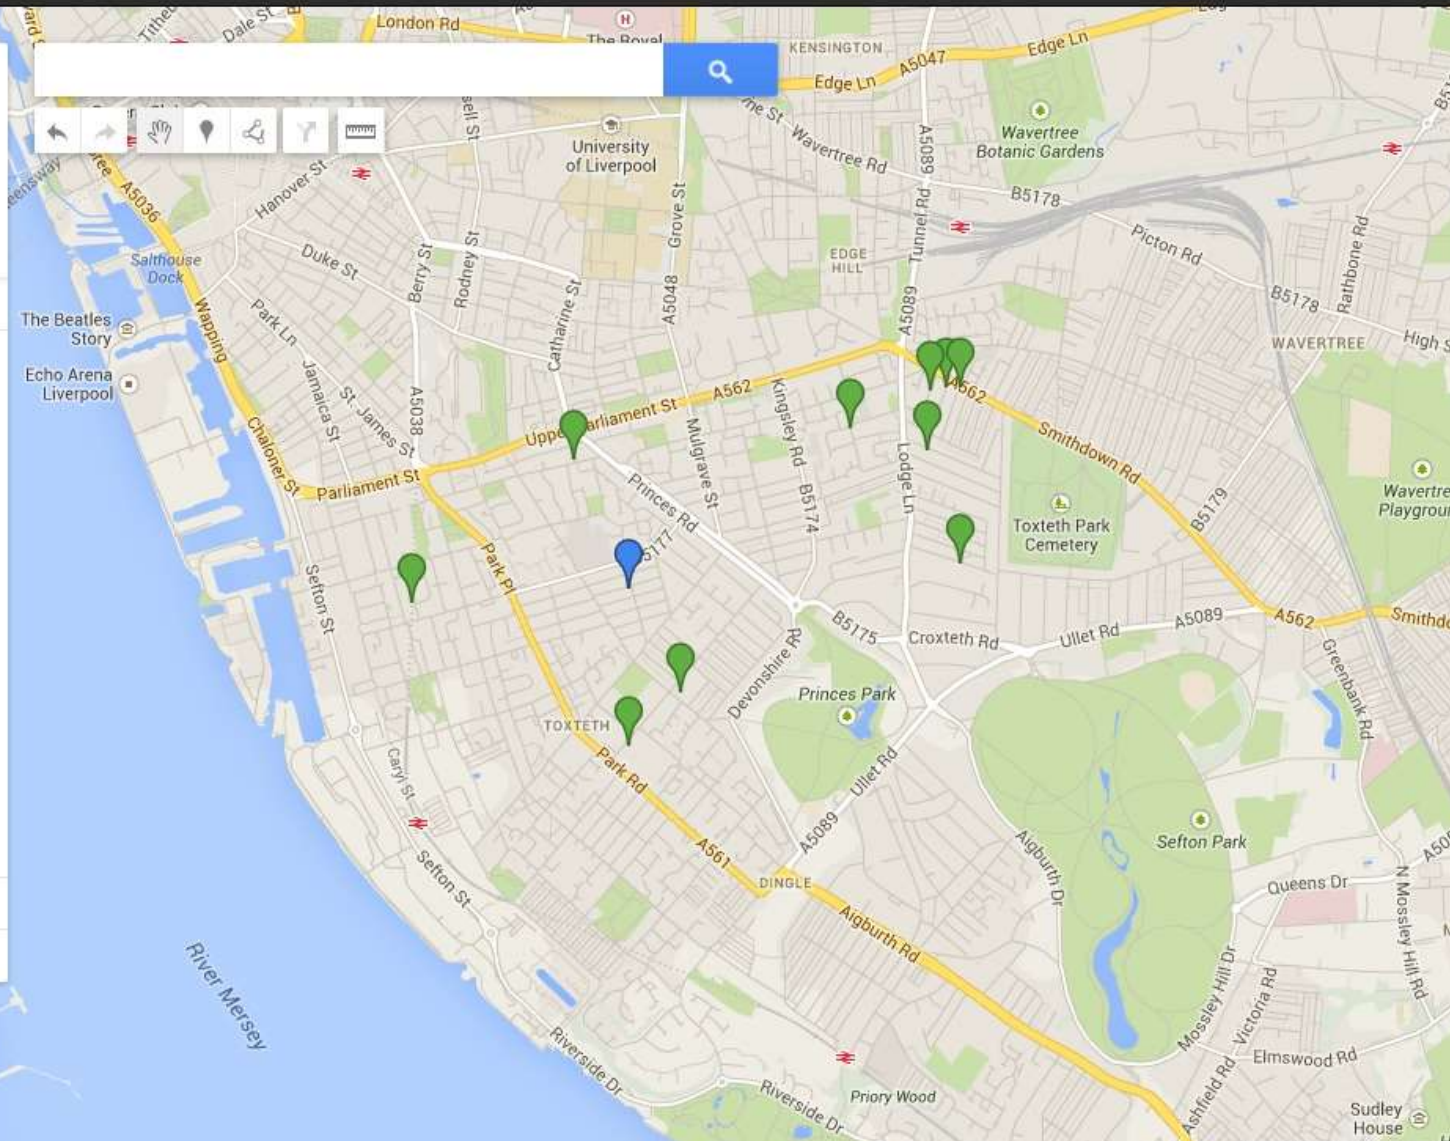 London Rd
Dale St
The Royal
KENSINGTON
Edge Ln
A5047
Edge Ln
Wavertree
Botanic Gardens
A5089
Wavertree Rd
University
of Liverpool
Hanover St
A5036
B5178
Tunnel Rd
Grove St
Picton Rd
Rathbone Rd
EDGE
HILL
Salthouse
Dock
Duke St
Berry St
Rodney St
A5048
Catharine St
A5089
B5178
WAVERTREE
The Beatles
Story
Wapping
Park Ln
Echo Arena
Liverpool
Jamaica St
St. James St
A5038
A562
A562
Kingsley Rd
Chaloner St
Mulgrave St
Lodge Ln
Smithdown Rd
Parliament St
Princes Rd
B5174
B5179
Toxteth Park
Cemetery
Park Pl
Sefton St
B5175
Croxteth Rd
Ullet Rd
A5089
A562
Devonshire Rd
Greenbank Rd
Princes Park
TOXTETH
Park Rd
Ullet Rd
Caryl St
A5089
A561
Sefton Park
Aigburth Dr
Sefton St
DINGLE
Queens Dr
N Mossley Hill Rd
Aigburth Rd
River Mersey
Mossley Hill Dr
Victoria Rd
Elmswood Rd
Riverside Dr
Riverside Dr
Priory Wood
Ashfield Rd
Sudley
House